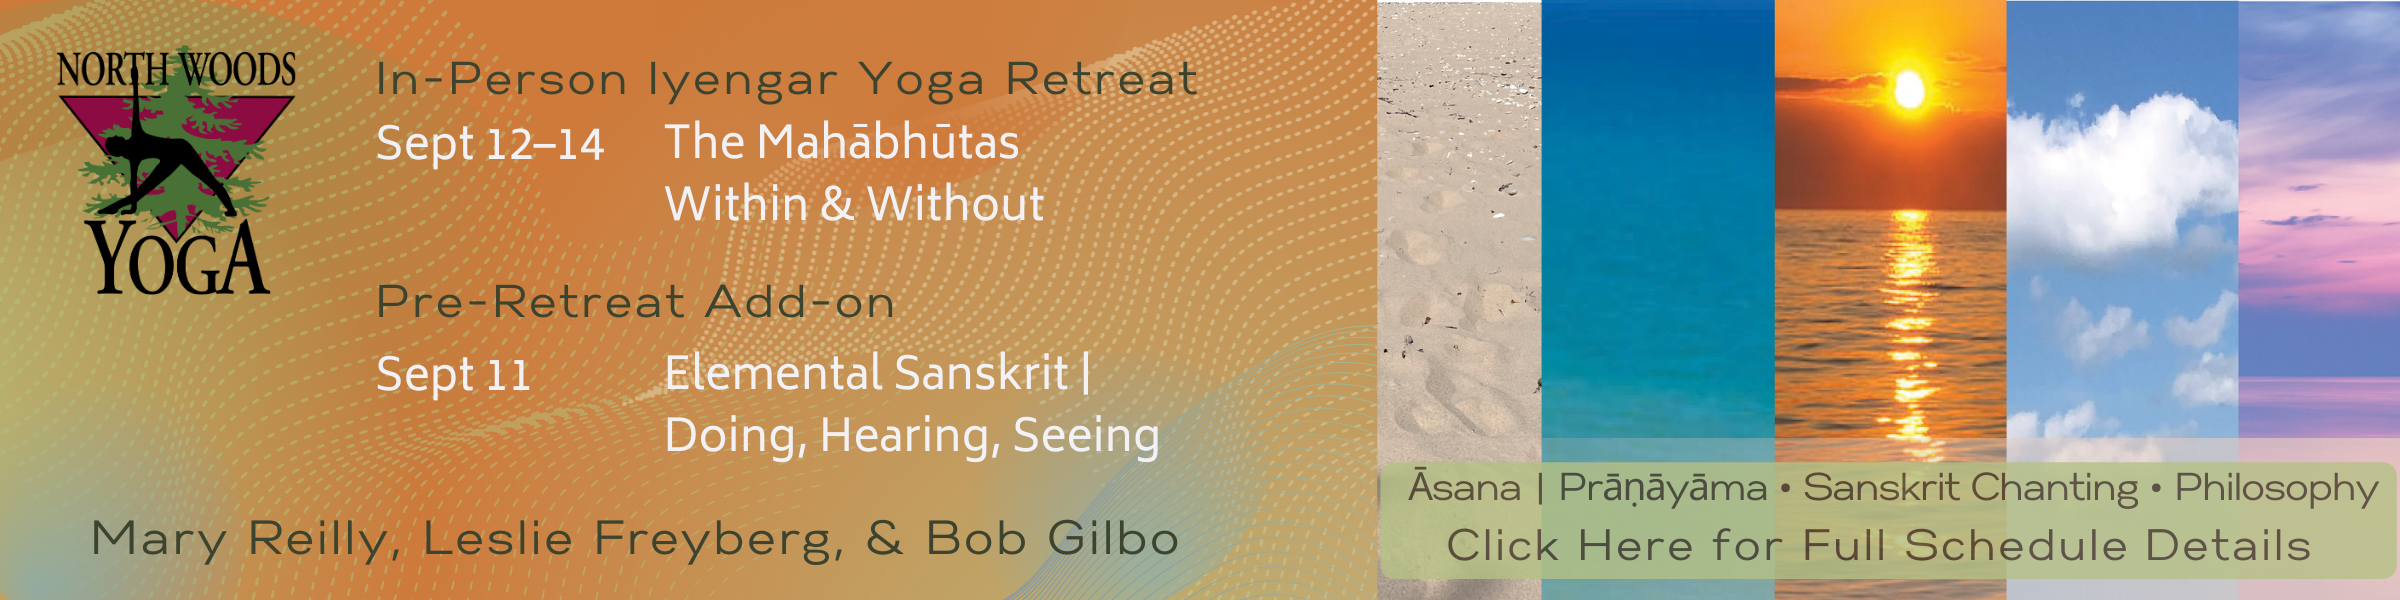 NORTH WOODS
YOGA
In-Person Iyengar Yoga Retreat
Sept 12–14 The Mahābhūtas
Within & Without
Pre-Retreat Add-on
Sept 11 Elemental Sanskrit |
Doing, Hearing, Seeing
Mary Reilly, Leslie Freyberg, & Bob Gilbo
Āsana | Prāṇāyāma • Sanskrit Chanting • Philosophy
Click Here for Full Schedule Details